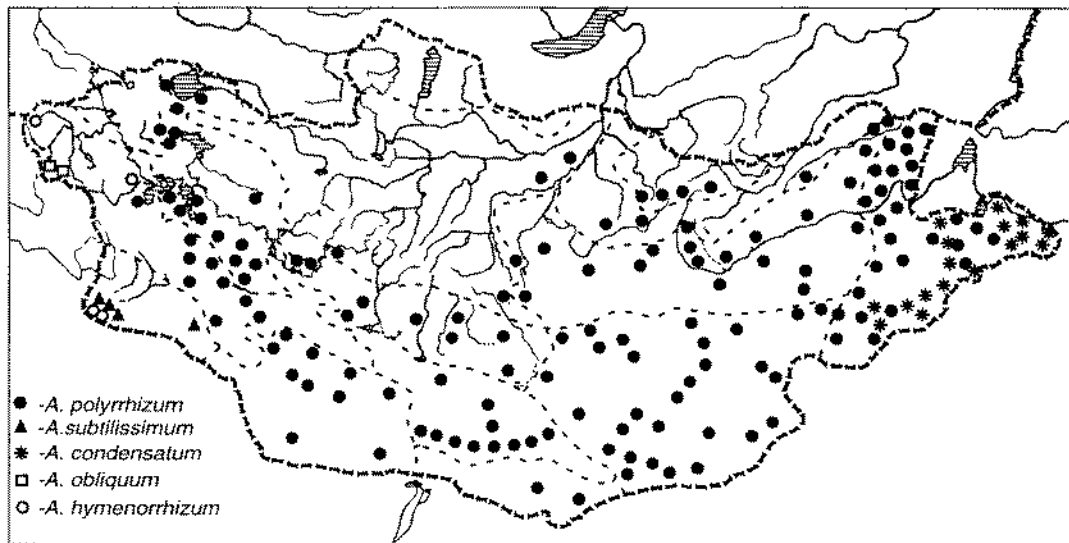 -A. polyrrhizum
-A.subtilissimum
-A. condensatum
-A. obliquum
-A. hymenorrhizum